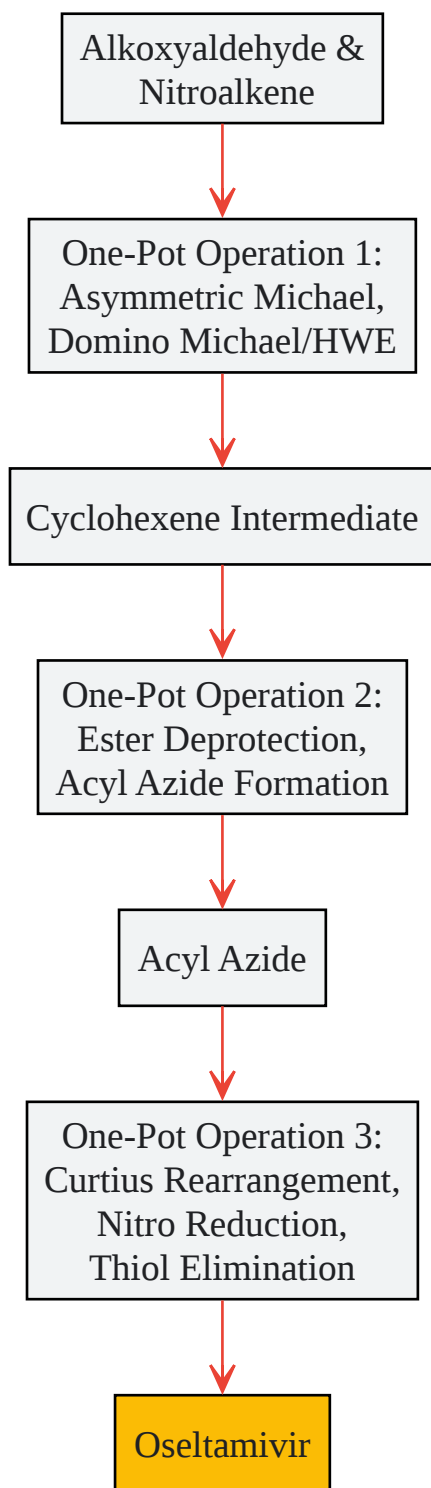 Alkoxyaldehyde &
Nitroalkene
One-Pot Operation 1:
Asymmetric Michael,
Domino Michael/HWE
Cyclohexene Intermediate
One-Pot Operation 2:
Ester Deprotection,
Acyl Azide Formation
Acyl Azide
One-Pot Operation 3:
Curtius Rearrangement,
Nitro Reduction,
Thiol Elimination
Oseltamivir